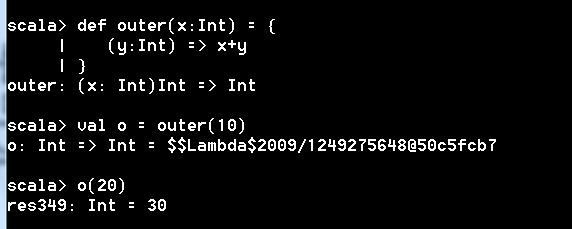 scala> def outer(x:Int) = {
     |    (y:Int) => x+y
     | }
outer: (x: Int)Int => Int
scala> val o = outer(10)
o: Int => Int = $$Lambda$2009/1249275648@50c5fcb7
scala> o(20)
res349: Int = 30